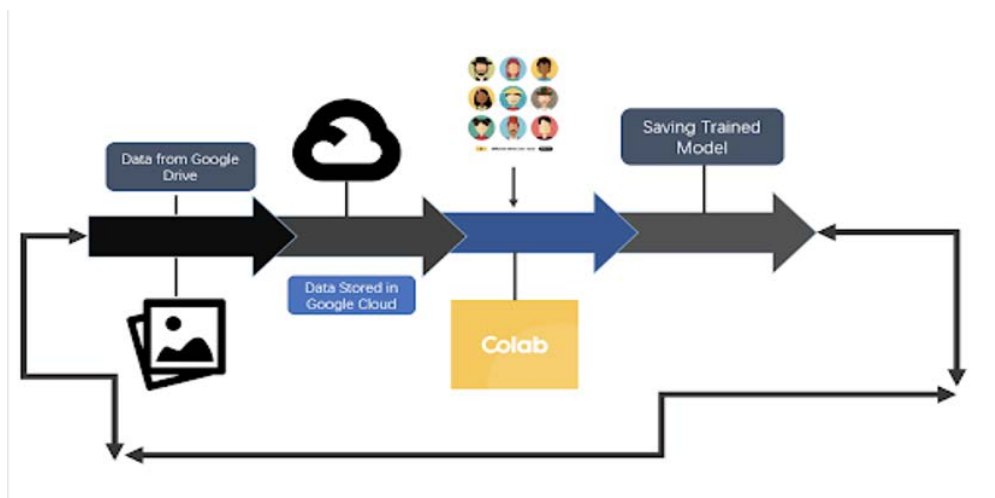 Data from Google
Drive
Data Stored in
Google Cloud
Colab
Saving Trained
Model